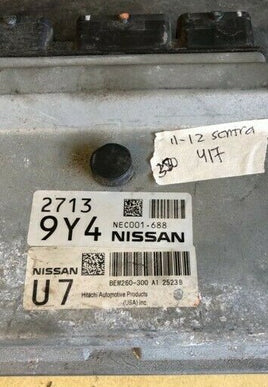 11-12 sentra
350 417
2713
9Y4 NEC001-688
NISSAN
NISSAN BEM260-300 A1 2523B
U7 Hitachi Automotive Products
(USA) Inc.